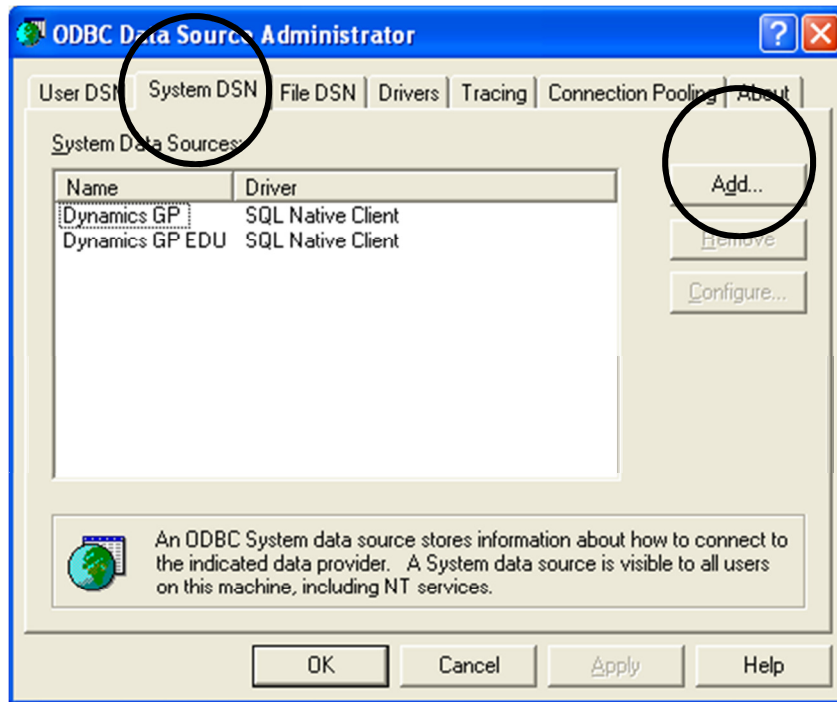 ODBC Data Source Administrator
User DSN System DSN File DSN Drivers Tracing Connection Pooling About
System Data Sources:
Name Driver
Add...
Dynamics GP SQL Native Client
Dynamics GP EDU SQL Native Client
Remove
Configure...
An ODBC System data source stores information about how to connect to
the indicated data provider. A System data source is visible to all users
on this machine, including NT services.
OK Cancel Apply Help